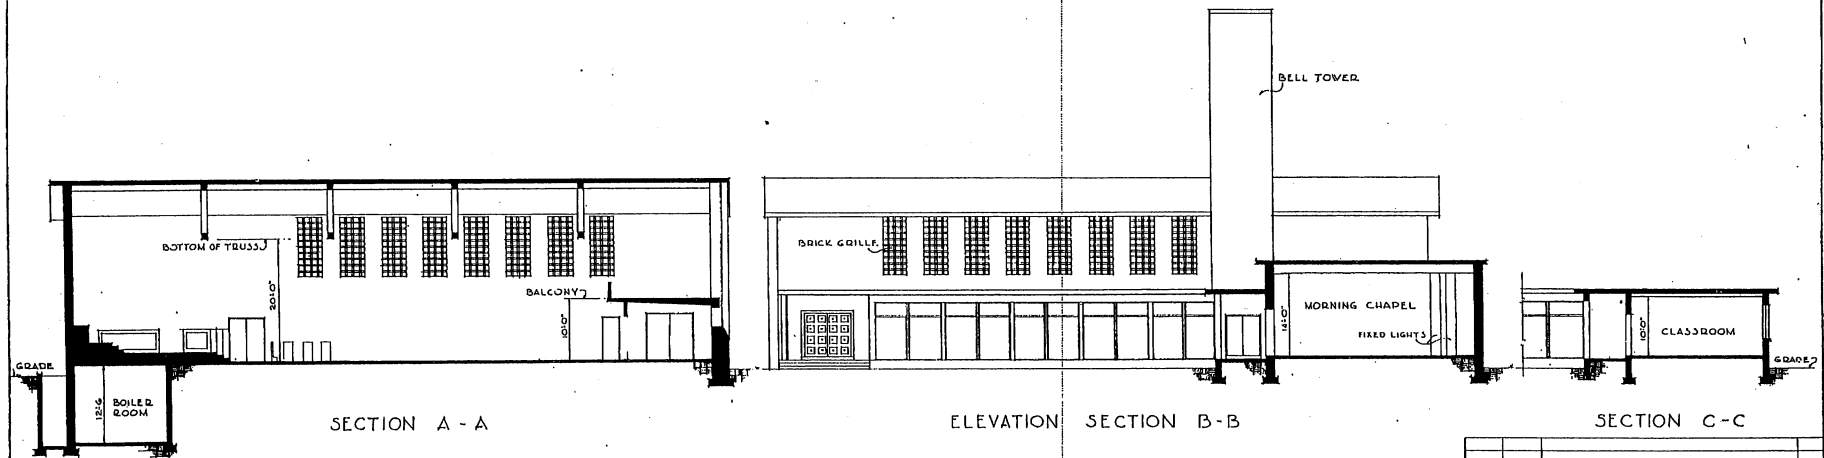 BELL TOWER
BOTTOM OF TRUSS
20'-0"
BALCONY
10'-0"
GRADE
12'-6
BOILER
ROOM
SECTION A-A
BRICK GRILLE
MORNING CHAPEL
14'-0"
FIXED LIGHTS
ELEVATION SECTION B-B
10'-0"
CLASSROOM
GRADE
SECTION C-C